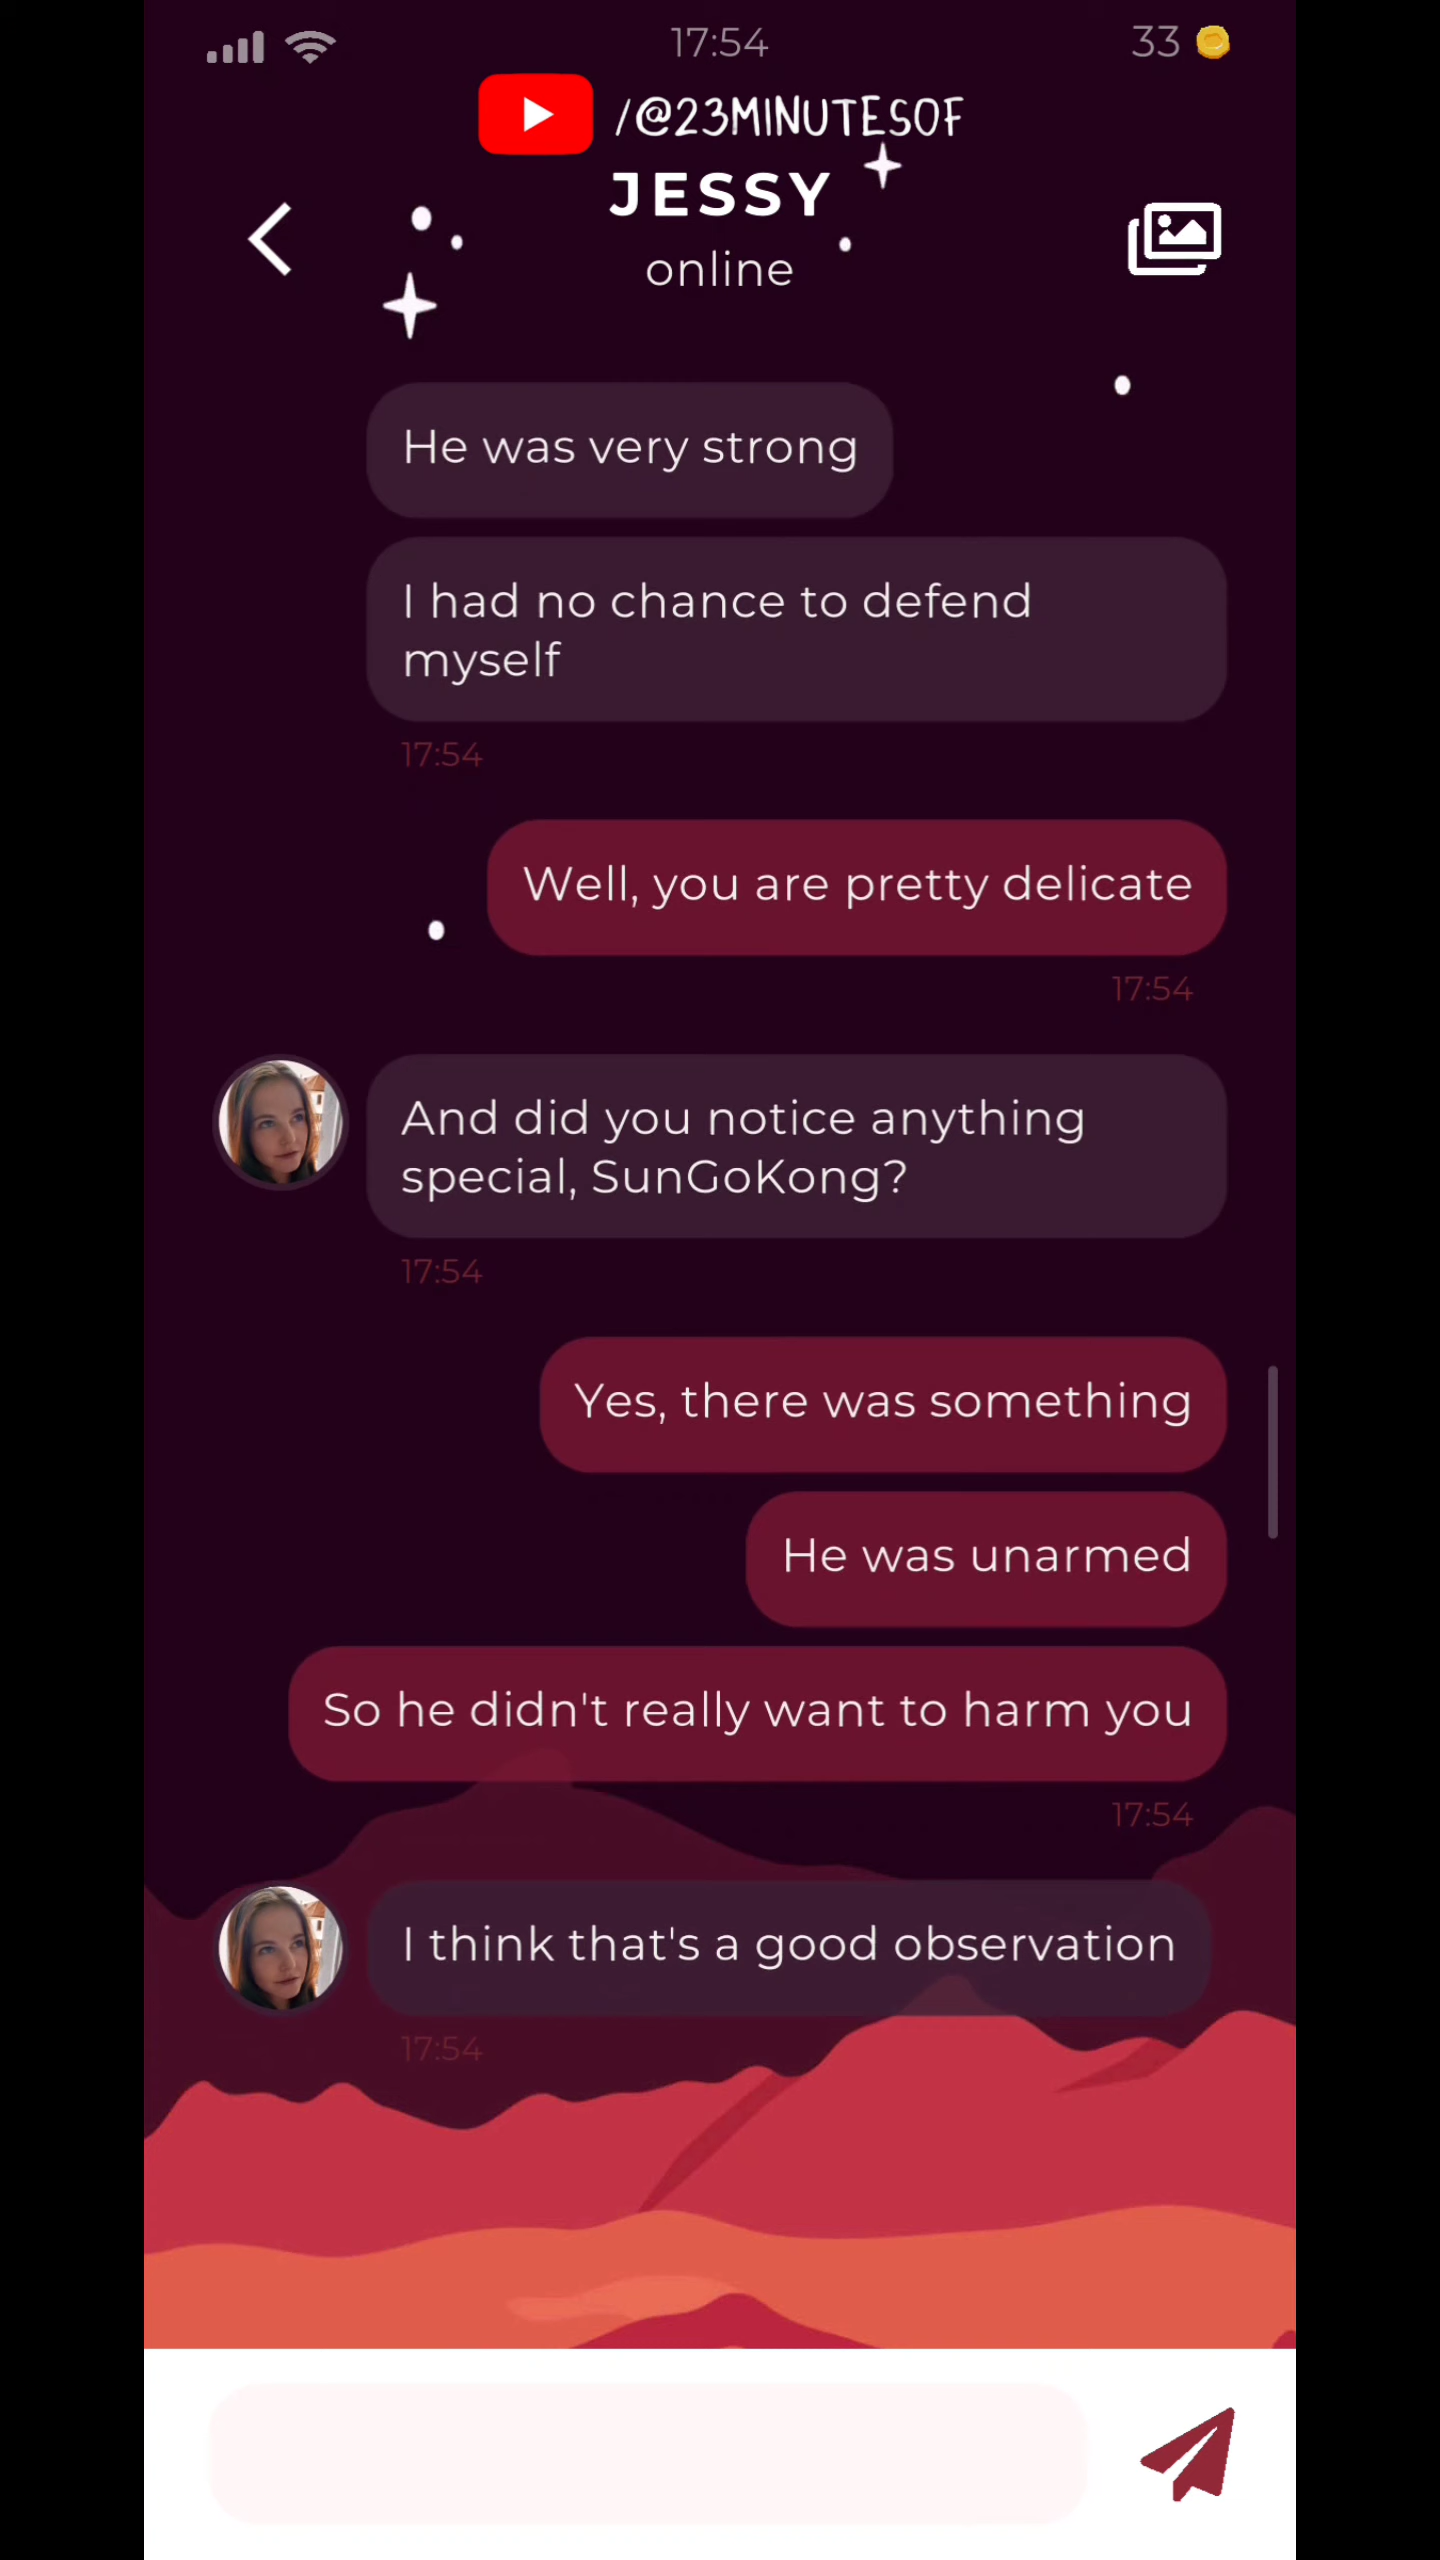 17:54
33
/@23MINUTESOF
JESSY
online
He was very strong
I had no chance to defend
myself
17:54
Well, you are pretty delicate
17:54
And did you notice anything
special, SunGoKong?
17:54
Yes, there was something
He was unarmed
So he didn't really want to harm you
17:54
I think that's a good observation
17:54